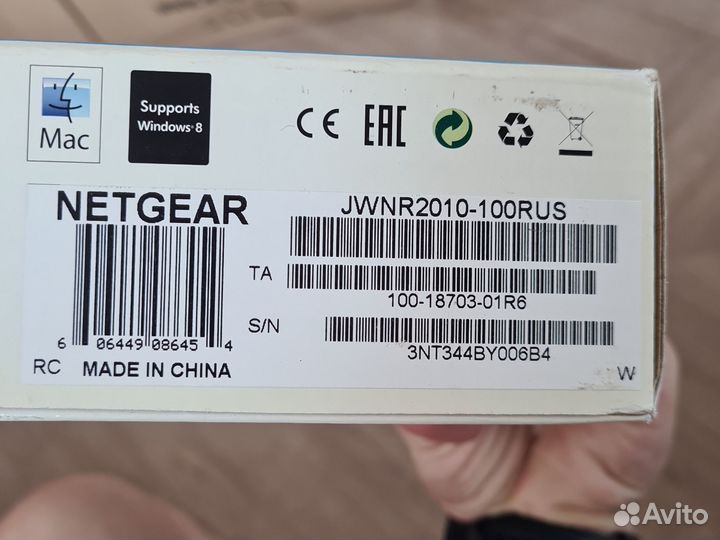 Mac
Supports
Windows 8
CE EAC
NETGEAR
JWNR2010-100RUS
TA
100-18703-01R6
S/N
3NT344BY006B4
6 06449 08645 4
RC MADE IN CHINA
W
Avito